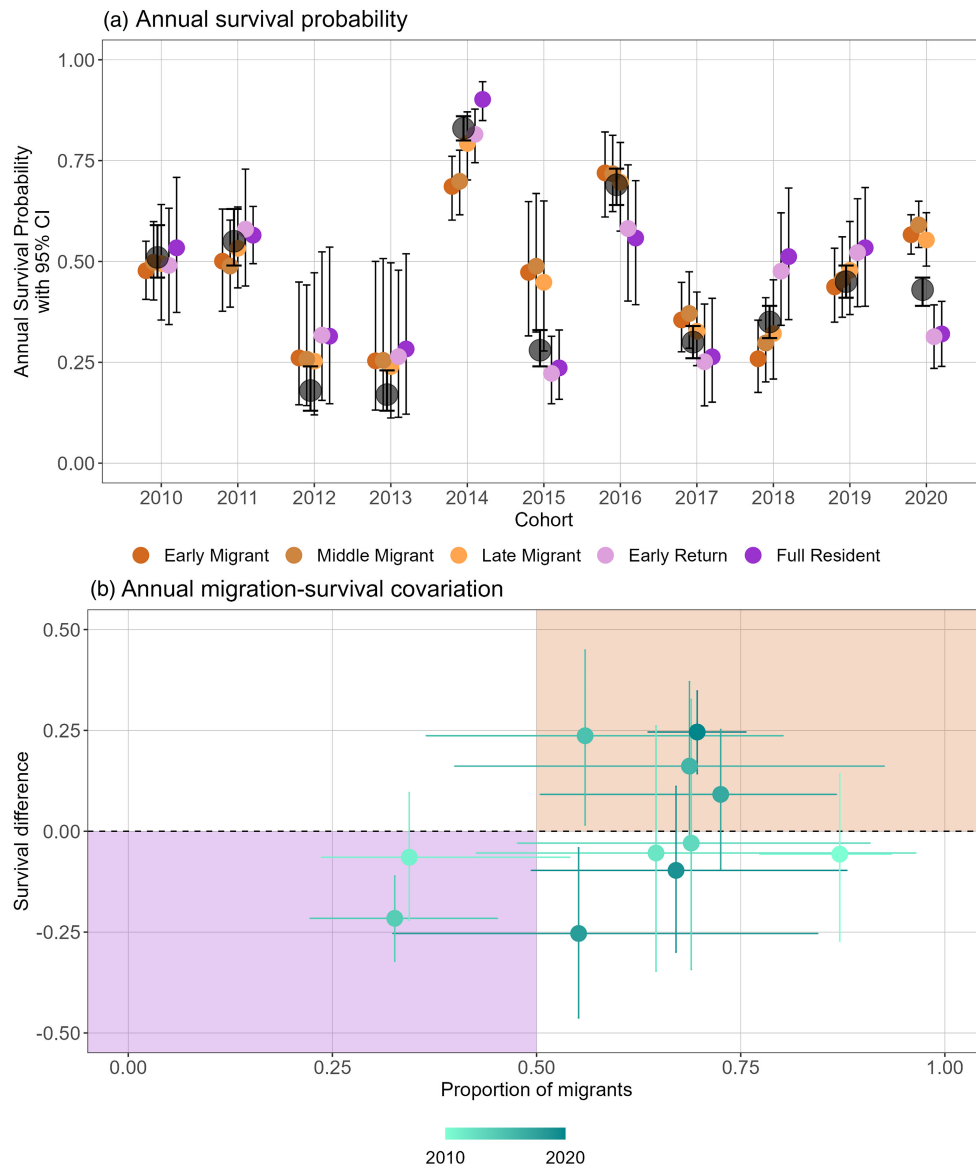 (a) Annual survival probability
Annual Survival Probability
with 95% CI
1.00
0.75
0.50
0.25
0.00
2010 2011 2012 2013 2014 2015 2016 2017 2018 2019 2020
Cohort
Early Migrant Middle Migrant Late Migrant Early Return Full Resident
(b) Annual migration-survival covariation
Survival difference
0.50
0.25
0.00
-0.25
-0.50
0.00 0.25 0.50 0.75 1.00
Proportion of migrants
2010 2020